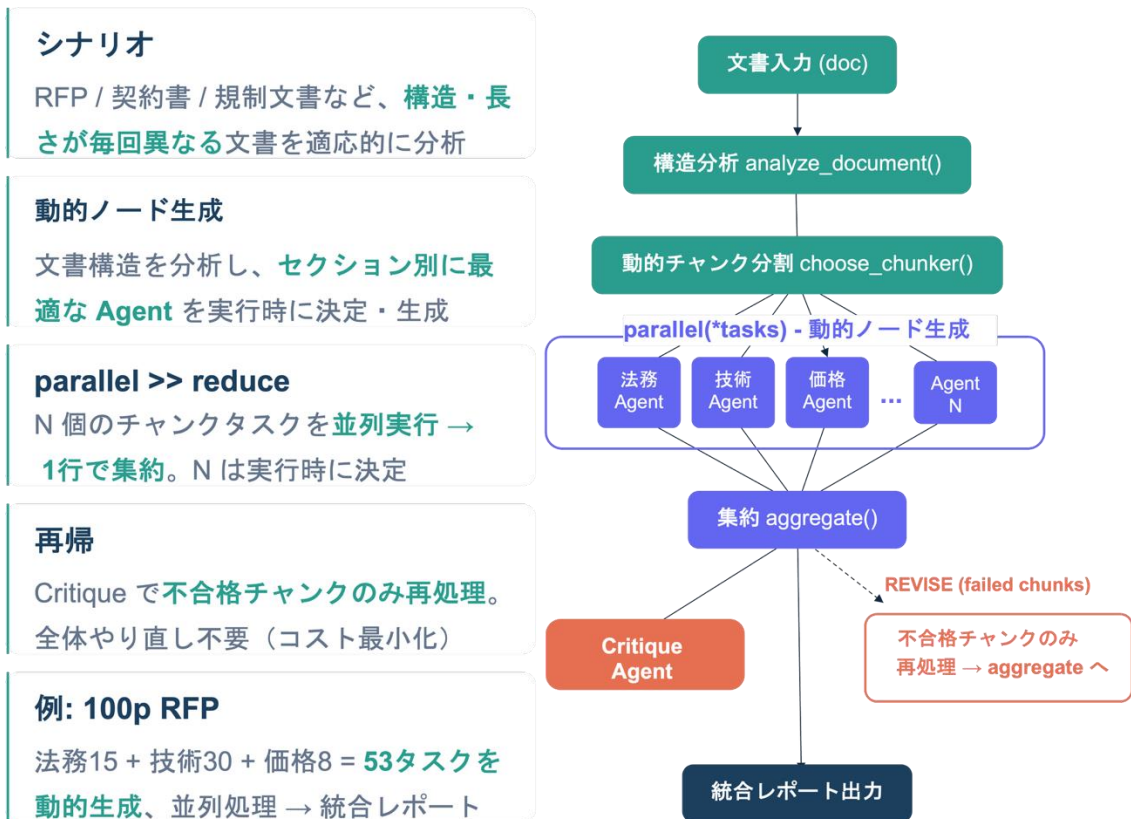 シナリオ
RFP / 契約書 / 規制文書など、構造・長
さが毎回異なる文書を適応的に分析
動的ノード生成
文書構造を分析し、セクション別に最
適な Agent を実行時に決定・生成
parallel >> reduce
N 個のチャンクタスクを並列実行 →
1行で集約。N は実行時に決定
再帰
Critique で不合格チャンクのみ再処理。
全体やり直し不要（コスト最小化）
例: 100p RFP
法務15 + 技術30 + 価格8 = 53タスクを
動的生成、並列処理 → 統合レポート
文書入力 (doc)
構造分析 analyze_document()
動的チャンク分割 choose_chunker()
parallel(*tasks) - 動的ノード生成
法務
Agent
技術
Agent
価格
Agent
...
Agent
N
集約 aggregate()
REVISE (failed chunks)
Critique
Agent
不合格チャンクのみ
再処理 → aggregate へ
統合レポート出力